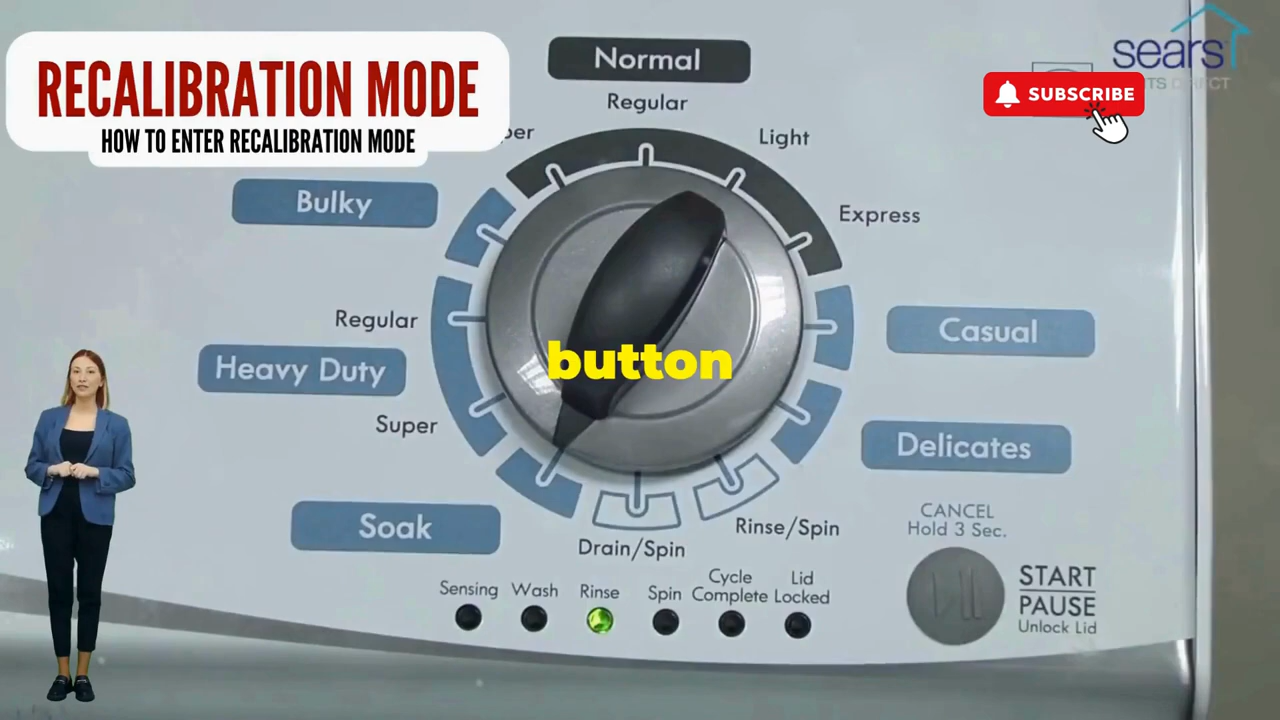 RECALIBRATION MODE
HOW TO ENTER RECALIBRATION MODE
sears
DIRECT
SUBSCRIBE
Normal
Regular
Light
Express
Bulky
Regular
Heavy Duty
Super
Casual
Delicates
button
Soak
Rinse/Spin
Drain/Spin
CANCEL
Hold 3 Sec.
Sensing
Wash
Rinse
Spin
Cycle
Complete
Lid
Locked
START
PAUSE
Unlock Lid